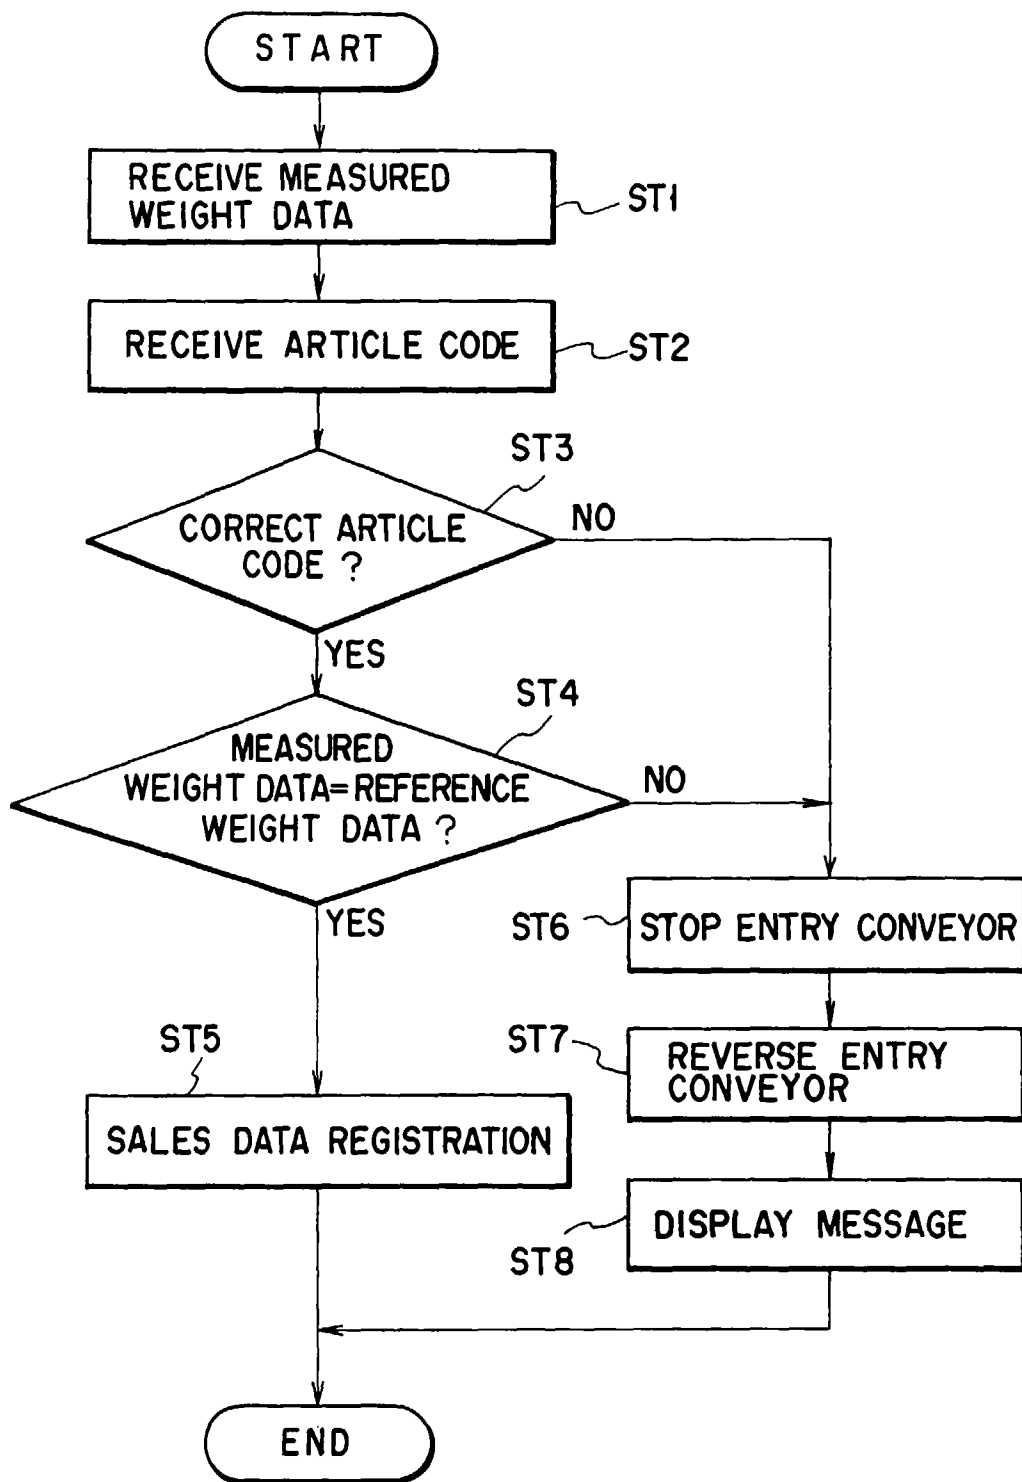 START
RECEIVE MEASURED
WEIGHT DATA
ST1
RECEIVE ARTICLE CODE
ST2
ST3
CORRECT ARTICLE
CODE ?
NO
YES
ST4
MEASURED
WEIGHT DATA=REFERENCE
WEIGHT DATA ?
NO
YES
ST6
STOP ENTRY CONVEYOR
ST7
REVERSE ENTRY
CONVEYOR
ST5
SALES DATA REGISTRATION
ST8
DISPLAY MESSAGE
END